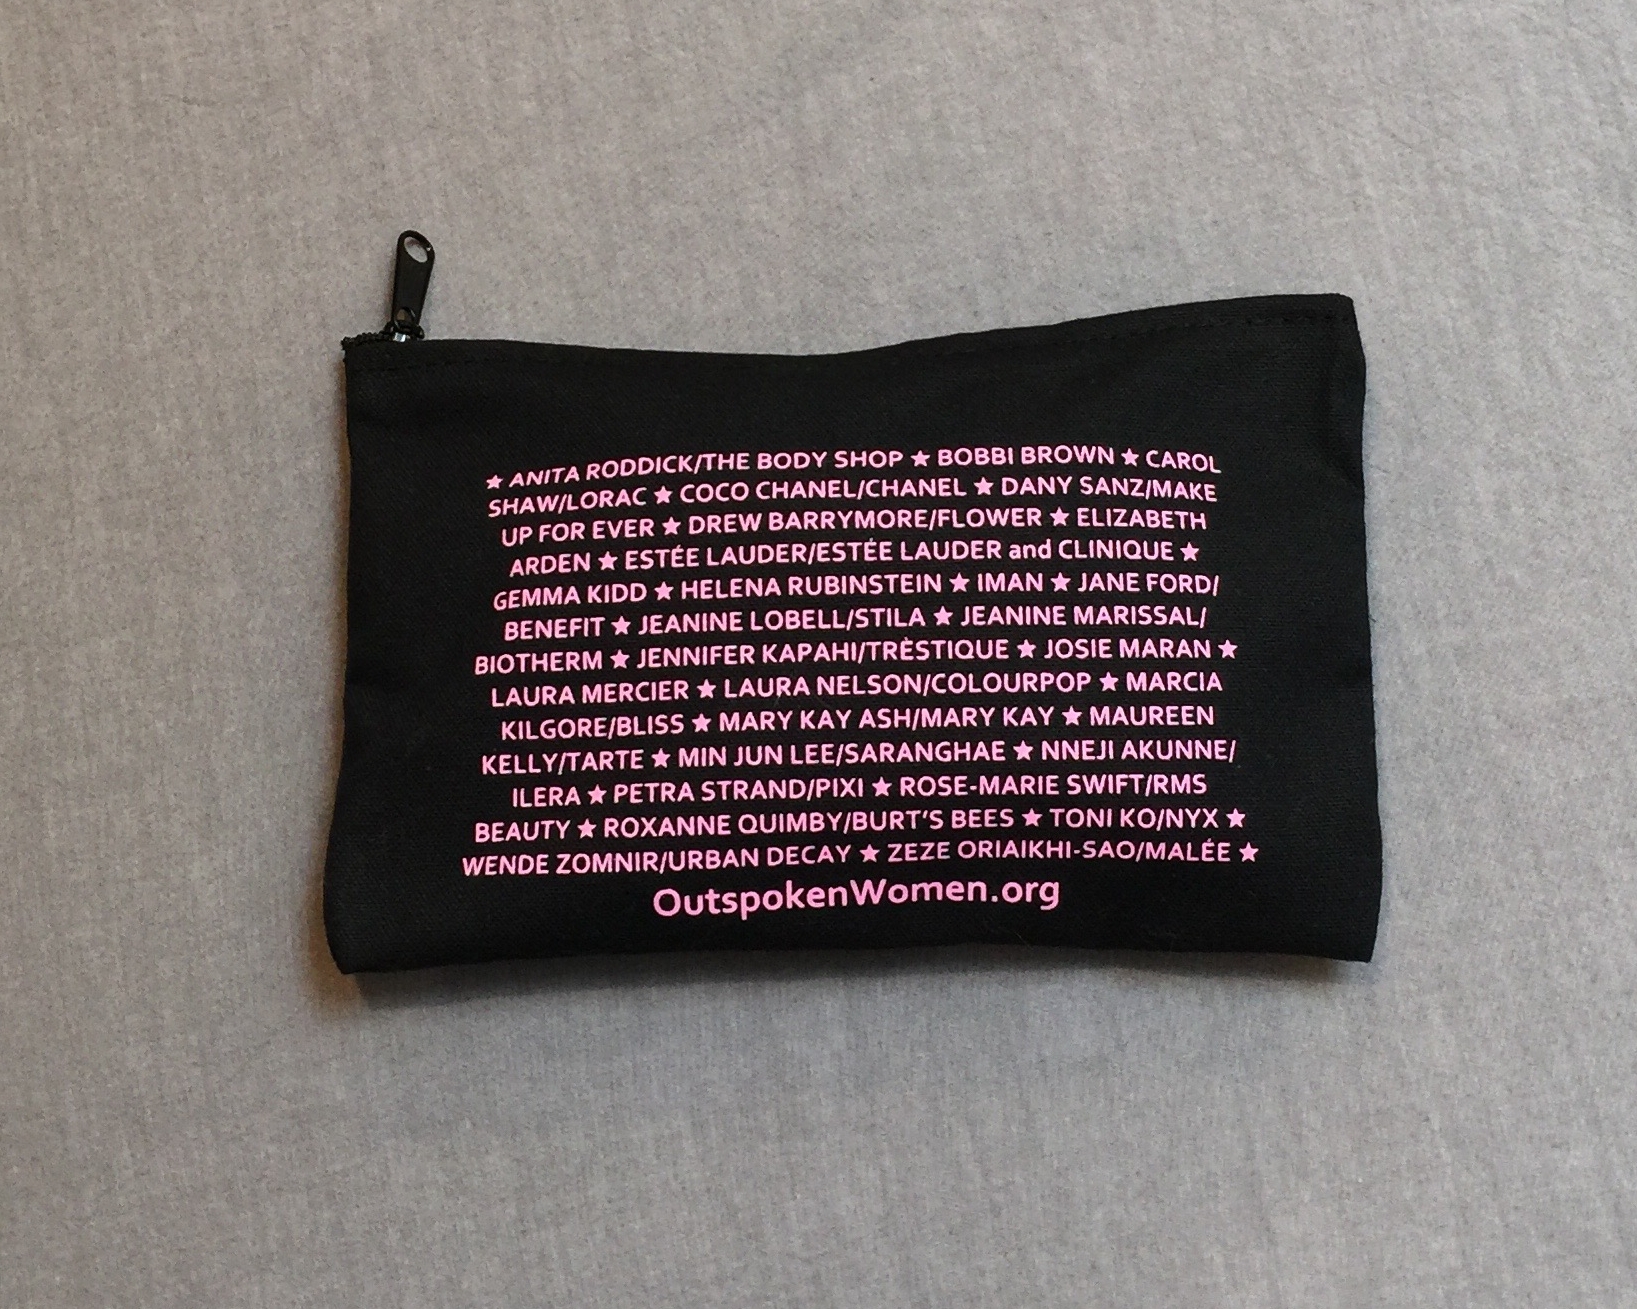 ★ ANITA RODDICK/THE BODY SHOP ★ BOBBI BROWN ★ CAROL
SHAW/LORAC ★ COCO CHANEL/CHANEL ★ DANY SANZ/MAKE
UP FOR EVER ★ DREW BARRYMORE/FLOWER ★ ELIZABETH
ARDEN ★ ESTÉE LAUDER/ESTÉE LAUDER and CLINIQUE ★
GEMMA KIDD ★ HELENA RUBINSTEIN ★ IMAN ★ JANE FORD/
BENEFIT ★ JEANINE LOBELL/STILA ★ JEANINE MARISSAL/
BIOTHERM ★ JENNIFER KAPAHI/TRÈSTIQUE ★ JOSIE MARAN ★
LAURA MERCIER ★ LAURA NELSON/COLOURPOP ★ MARCIA
KILGORE/BLISS ★ MARY KAY ASH/MARY KAY ★ MAUREEN
KELLY/TARTE ★ MIN JUN LEE/SARANGHAE ★ NNEJI AKUNNE/
ILERA ★ PETRA STRAND/PIXI ★ ROSE-MARIE SWIFT/RMS
BEAUTY ★ ROXANNE QUIMBY/BURT'S BEES ★ TONI KO/NYX ★
WENDE ZOMNIR/URBAN DECAY ★ ZEZE ORIAIKHI-SAO/MALÉE ★
OutspokenWomen.org